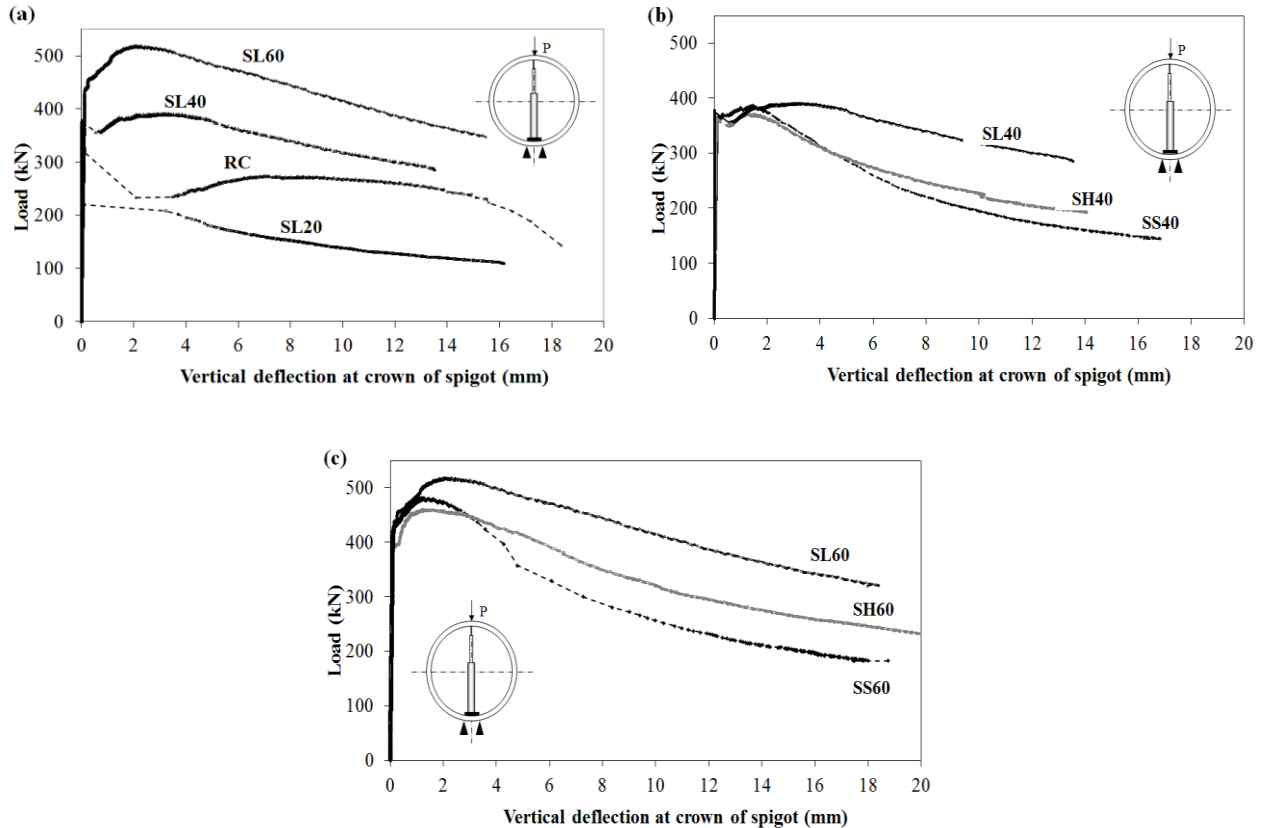 (a)
500
400
300
200
100
0
Load (kN)
SL60
SL40
RC
SL20
P
0 2 4 6 8 10 12 14 16 18 20
Vertical deflection at crown of spigot (mm)
(b)
500
400
300
200
100
0
Load (kN)
P
SL40
SH40
SS40
0 2 4 6 8 10 12 14 16 18 20
Vertical deflection at crown of spigot (mm)
(c)
500
400
300
200
100
0
Load (kN)
SL60
SH60
SS60
P
0 2 4 6 8 10 12 14 16 18 20
Vertical deflection at crown of spigot (mm)